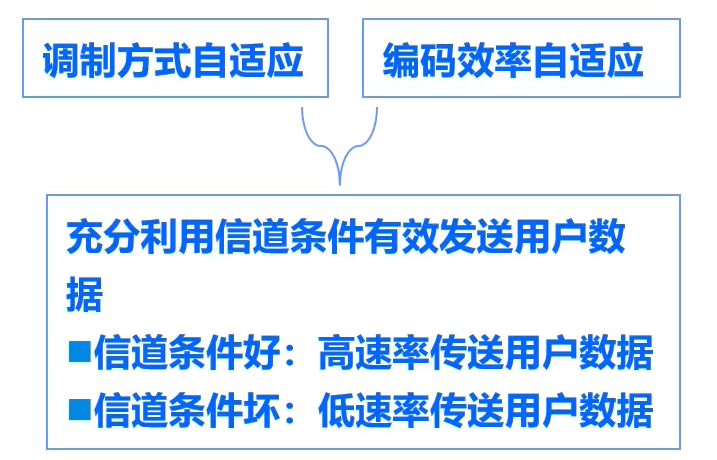 调制方式自适应
编码效率自适应
充分利用信道条件有效发送用户数
据
■信道条件好：高速率传送用户数据
■信道条件坏：低速率传送用户数据